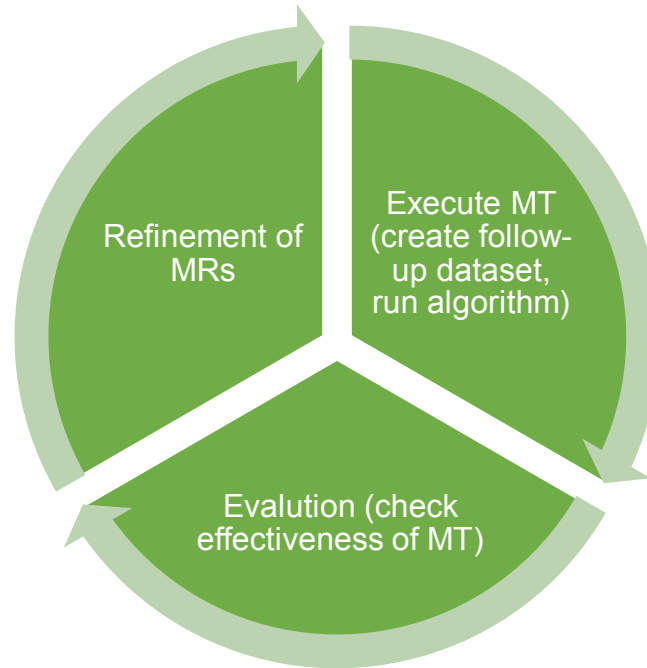 Refinement of
MRs
Execute MT
(create follow-
up dataset,
run algorithm)
Evalution (check
effectiveness of MT)